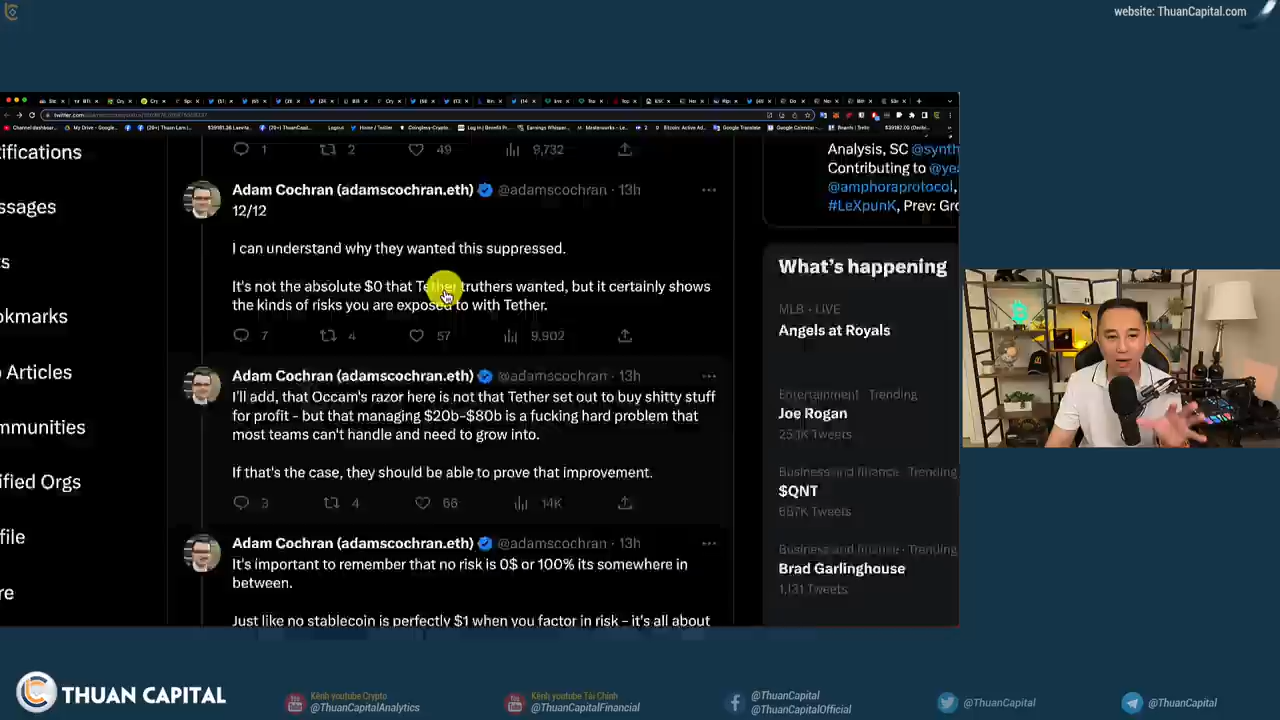 website: ThuanCapital.com
tifications
ssages
ts
okmarks
Articles
mmunities
ified Orgs
file
re
1 2 49 9,732
Adam Cochran (adamscochran.eth) @adamscochran · 13h
12/12
I can understand why they wanted this suppressed.
It's not the absolute $0 that Tether truthers wanted, but it certainly shows
the kinds of risks you are exposed to with Tether.
7 4 57 9,902
Adam Cochran (adamscochran.eth) @adamscochran · 13h
I'll add, that Occam's razor here is not that Tether set out to buy shitty stuff
for profit - but that managing $20b-$80b is a fucking hard problem that
most teams can't handle and need to grow into.
If that's the case, they should be able to prove that improvement.
3 4 66 14K
Adam Cochran (adamscochran.eth) @adamscochran · 13h
It's important to remember that no risk is 0$ or 100% its somewhere in
between.
Just like no stablecoin is perfectly $1 when you factor in risk - it's all about
Analysis, SC @synth
Contributing to @yea
@amphoraprotocol,
#LeXpunK, Prev: Gro
What's happening
MLB · LIVE
Angels at Royals
Entertainment · Trending
Joe Rogan
Tweets
Business and finance · Trending
$QNT
Tweets
Business and finance · Trending
Brad Garlinghouse
1,131 Tweets
THUAN CAPITAL
Kênh youtube Crypto
@ThuanCapitalAnalytics
Kênh youtube Tài Chính
@ThuanCapitalFinancial
@ThuanCapital
@ThuanCapitalOfficial
@ThuanCapital
@ThuanCapital